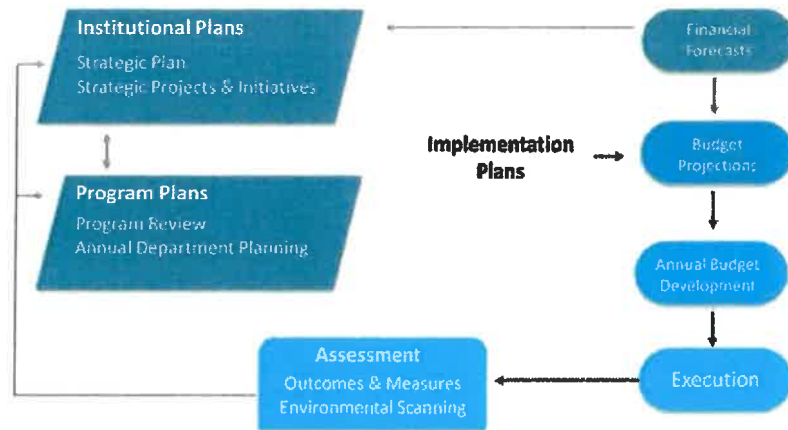 Institutional Plans
Strategic Plan
Strategic Projects & Initiatives
Financial
Forecasts
Implementation
Plans
Budget
Projections
Program Plans
Program Review
Annual Department Planning
Annual Budget
Development
Assessment
Outcomes & Measures
Environmental Scanning
Execution